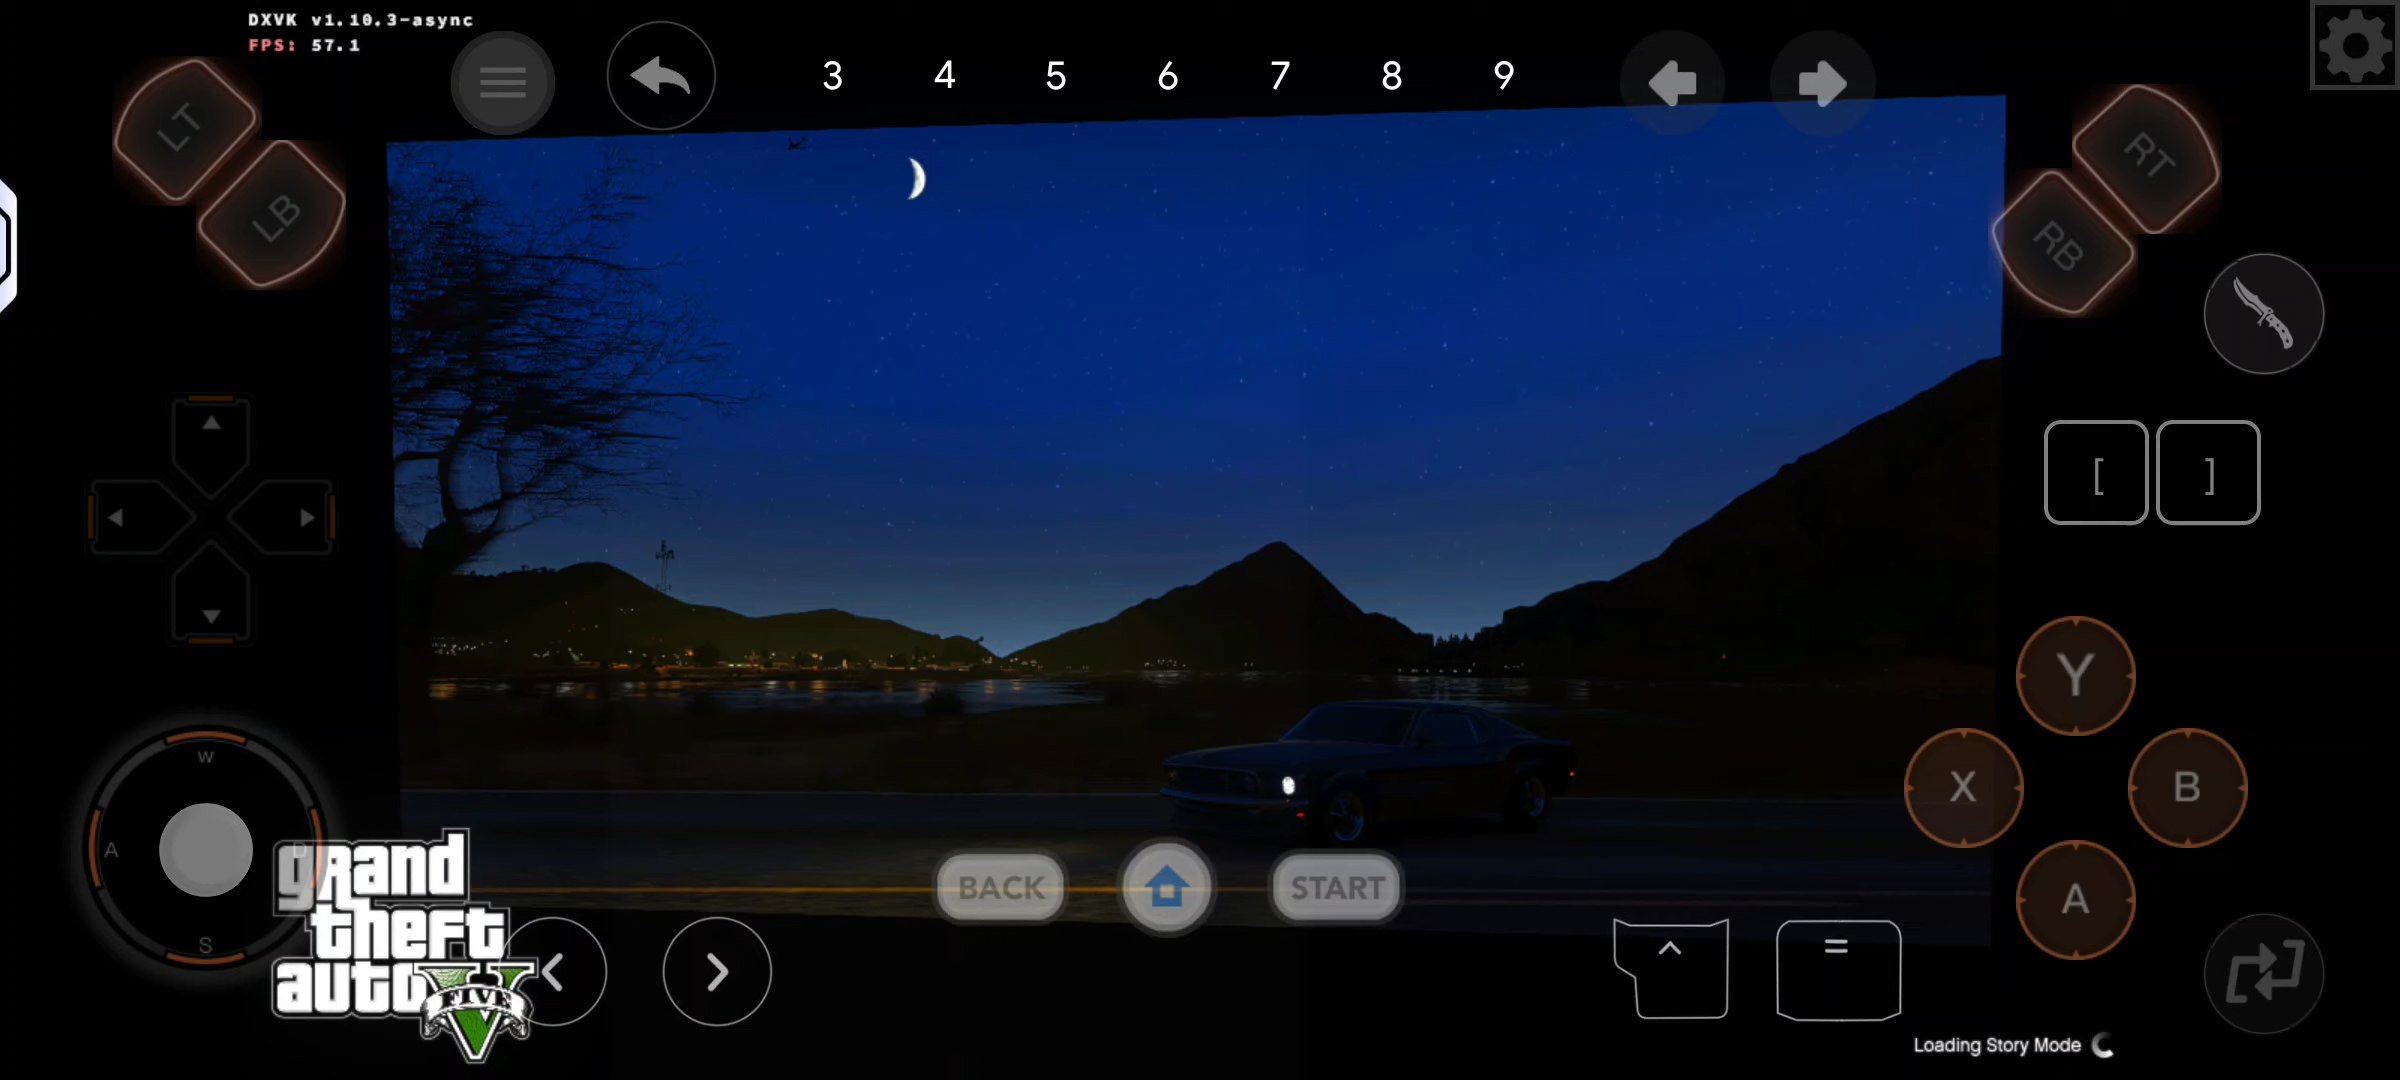 DXVK v1.10.3-async
FPS: 57.1
3 4 5 6 7 8 9
LT
LB
RT
RB
[ ]
Y
X
B
A
W
A
D
S
BACK
START
^
=
grand
theft
auto
V
FIVE
Loading Story Mode